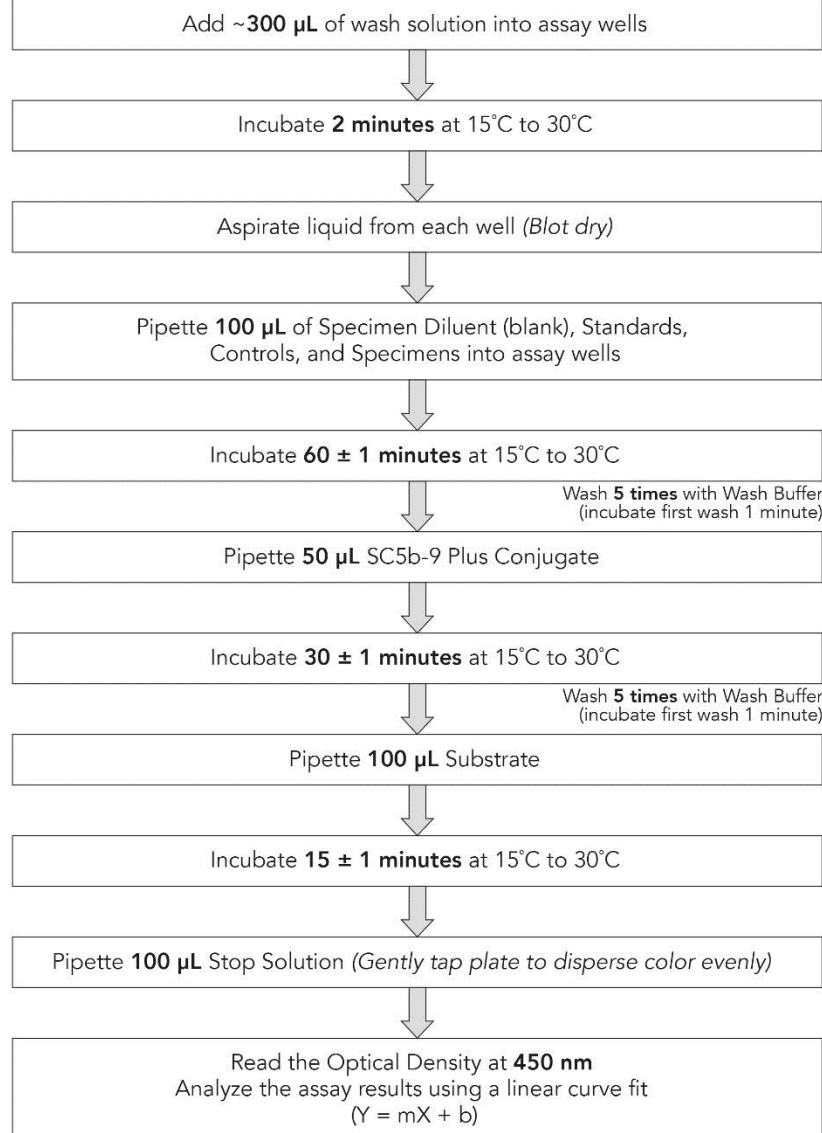 Add ~300 µL of wash solution into assay wells
Incubate 2 minutes at 15˚C to 30˚C
Aspirate liquid from each well (Blot dry)
Pipette 100 µL of Specimen Diluent (blank), Standards,
Controls, and Specimens into assay wells
Incubate 60 ± 1 minutes at 15˚C to 30˚C
Wash 5 times with Wash Buffer
(incubate first wash 1 minute)
Pipette 50 µL SC5b-9 Plus Conjugate
Incubate 30 ± 1 minutes at 15˚C to 30˚C
Wash 5 times with Wash Buffer
(incubate first wash 1 minute)
Pipette 100 µL Substrate
Incubate 15 ± 1 minutes at 15˚C to 30˚C
Pipette 100 µL Stop Solution (Gently tap plate to disperse color evenly)
Read the Optical Density at 450 nm
Analyze the assay results using a linear curve fit
(Y = mX + b)